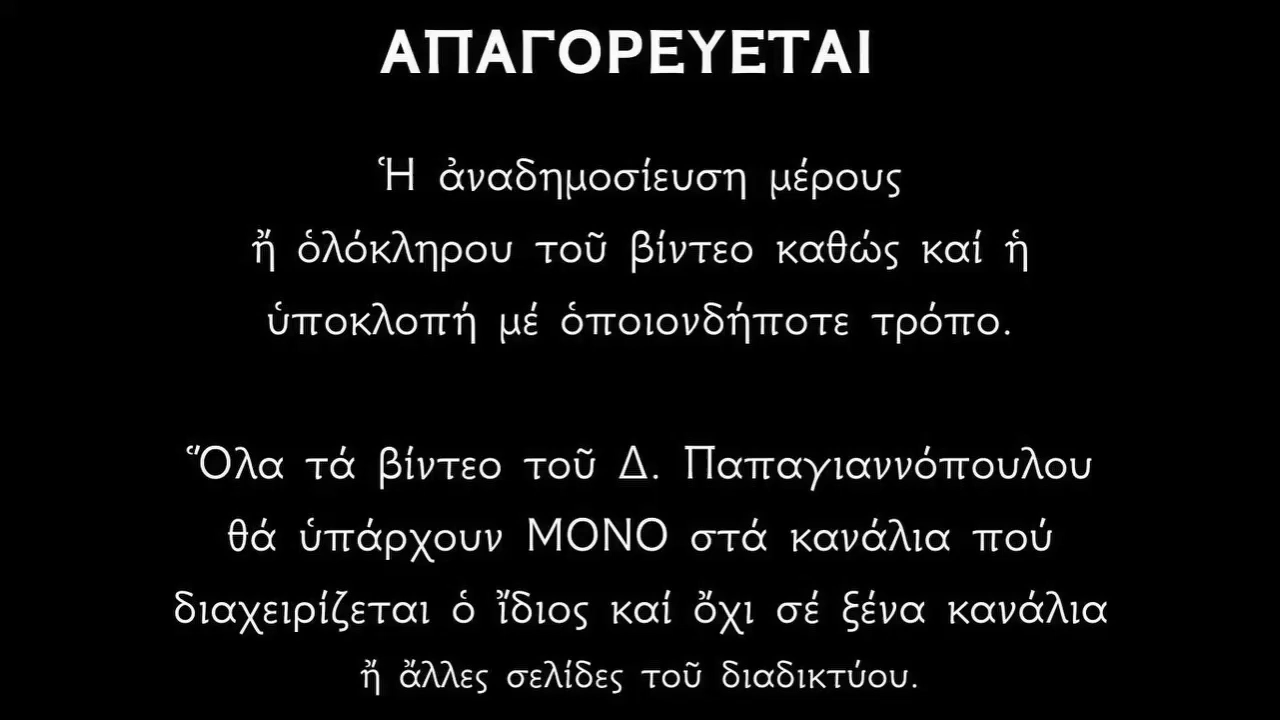 ΑΠΑΓΟΡΕΥΕΤΑΙ
Ἡ ἀναδημοσίευση μέρους
ἤ ὁλόκληρου τοῦ βίντεο καθώς καί ἡ
ὑποκλοπή μέ ὁποιονδήποτε τρόπο.
Ὅλα τά βίντεο τοῦ Δ. Παπαγιαννόπουλου
θά ὑπάρχουν ΜΟΝΟ στά κανάλια πού
διαχειρίζεται ὁ ἴδιος καί ὄχι σέ ξένα κανάλια
ἤ ἄλλες σελίδες τοῦ διαδικτύου.